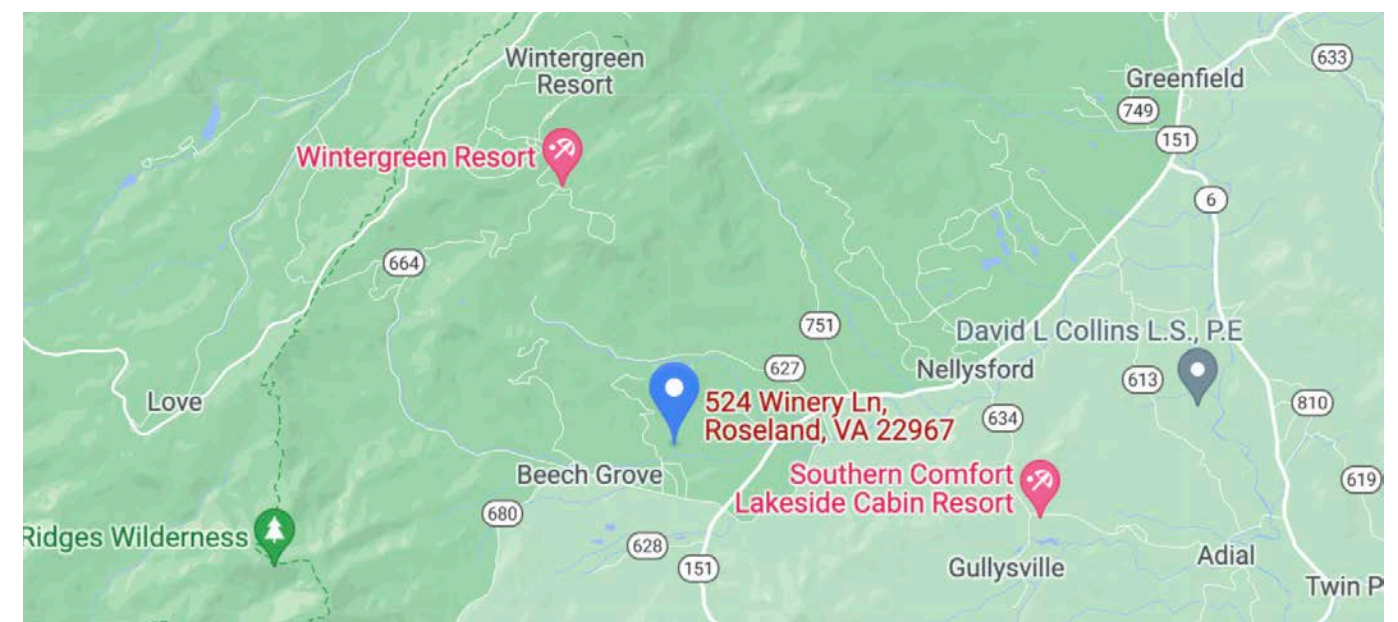 Wintergreen
Resort
633
Greenfield
749
151
Wintergreen Resort
6
664
751
David L Collins L.S., P.E
627
Nellysford
613
524 Winery Ln,
Roseland, VA 22967
Love
634
810
Beech Grove
Southern Comfort
Lakeside Cabin Resort
619
680
Ridges Wilderness
628
151
Gullysville
Adial
Twin P